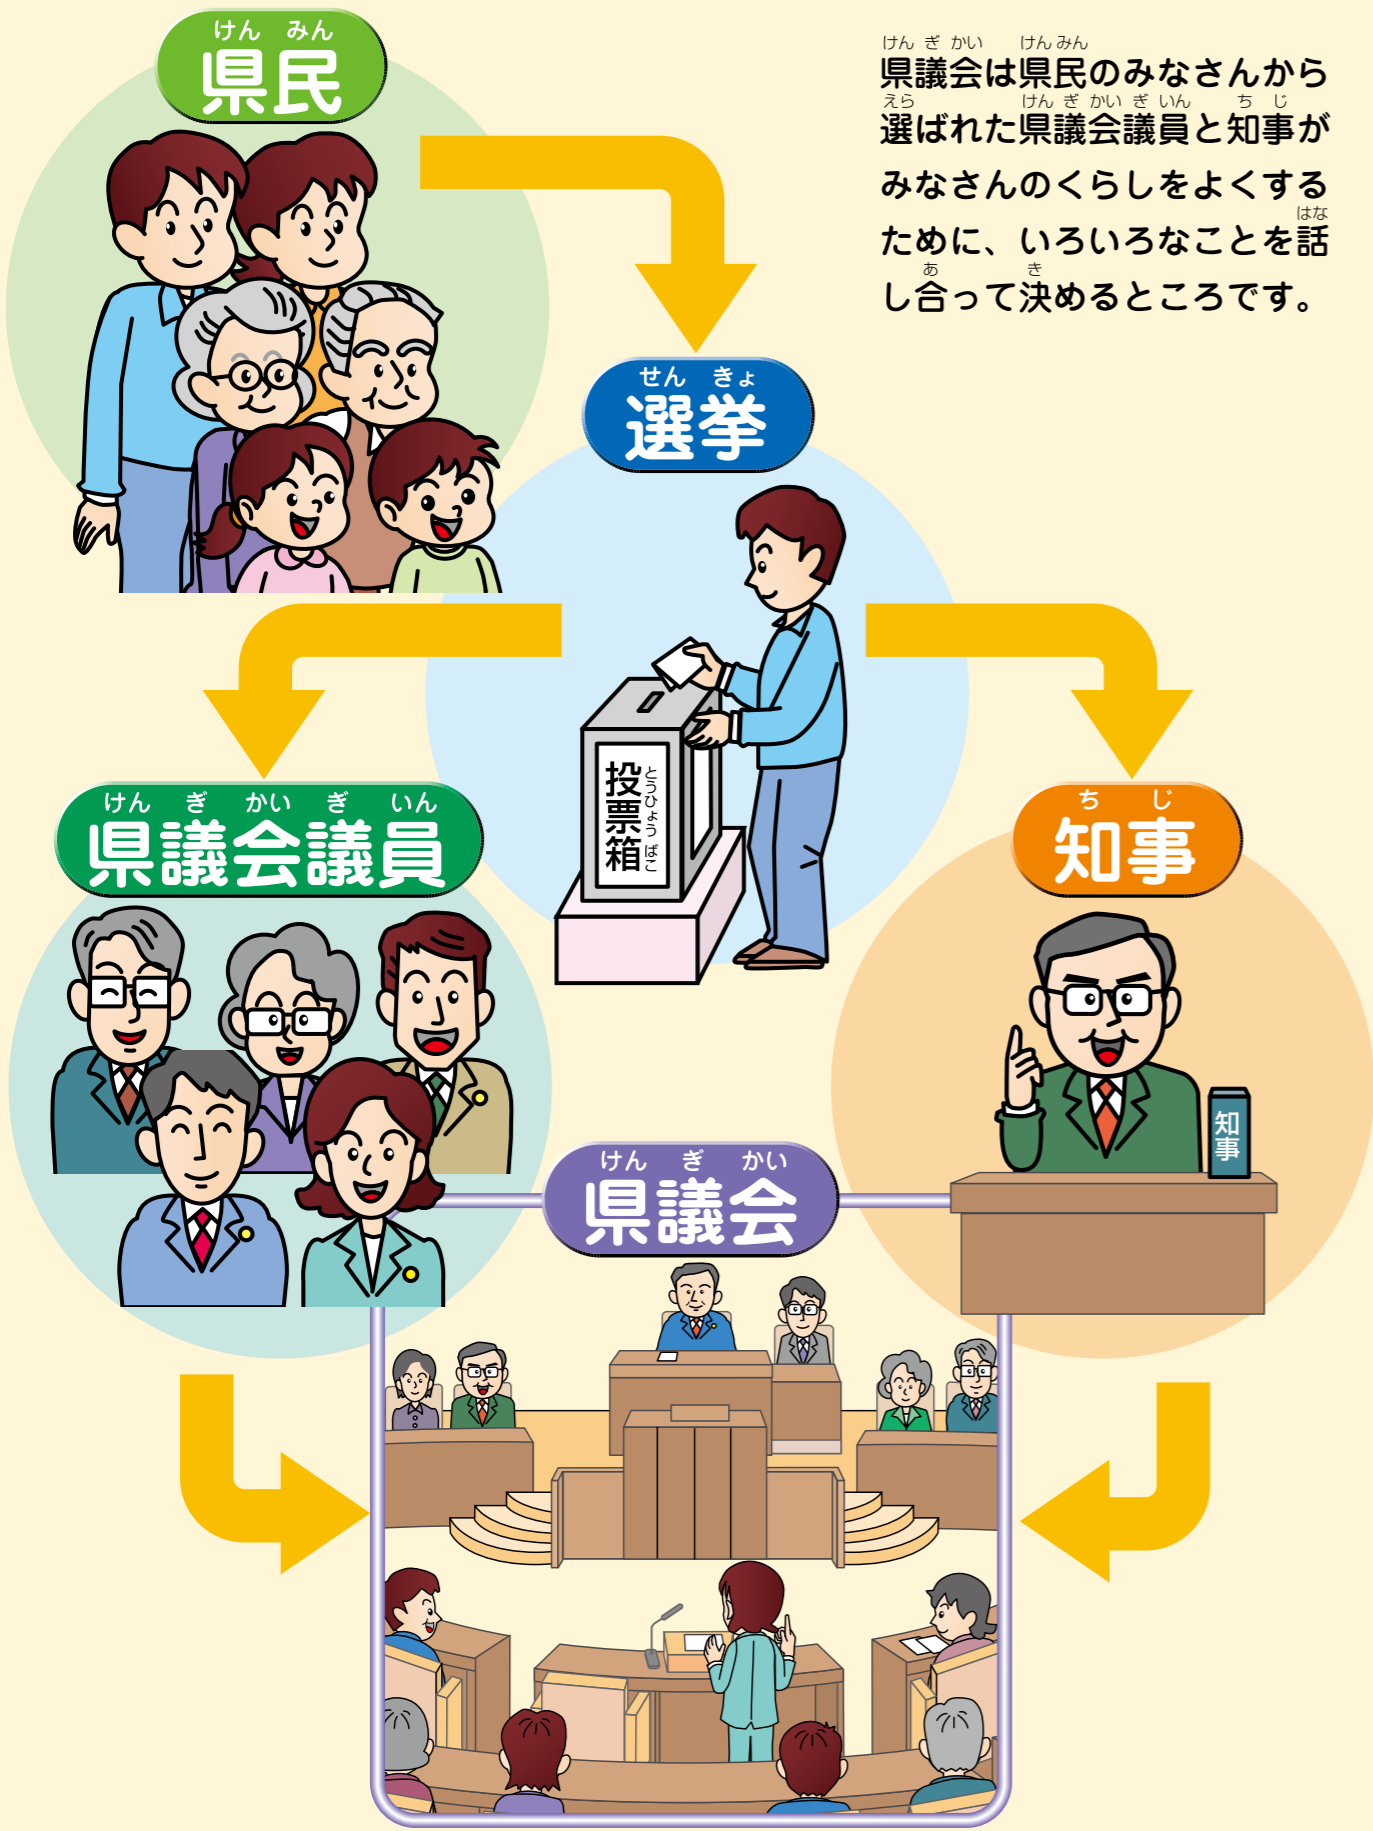 けん みん
県民
けん ぎ かい けん みん
県議会は県民のみなさんから
えら けん ぎ かい ぎ いん ち じ
選ばれた県議会議員と知事が
みなさんのくらしをよくする
はな
ために、いろいろなことを話
あ き
し合って決めるところです。
せん きょ
選挙
投票箱
とうひょう ばこ
けん ぎ かい ぎ いん
県議会議員
ち じ
知事
知事
けん ぎ かい
県議会